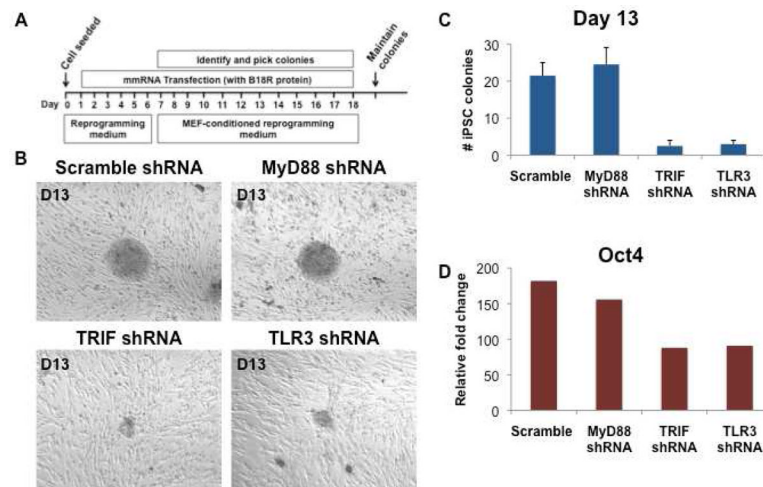 A
Cell seeded
Maintain
colonies
Identify and pick colonies
mmRNA Transfection (with B18R protein)
Day 0 1 2 3 4 5 6 7 8 9 10 11 12 13 14 15 16 17 18
Reprogramming
medium
MEF-conditioned reprogramming
medium
B
Scramble shRNA
MyD88 shRNA
D13
D13
TRIF shRNA
TLR3 shRNA
D13
D13
C
Day 13
# iPSC colonies
30
20
10
0
Scramble
MyD88
shRNA
TRIF
shRNA
TLR3
shRNA
D
Oct4
Relative fold change
200
150
100
50
0
Scramble
MyD88
shRNA
TRIF
shRNA
TLR3
shRNA